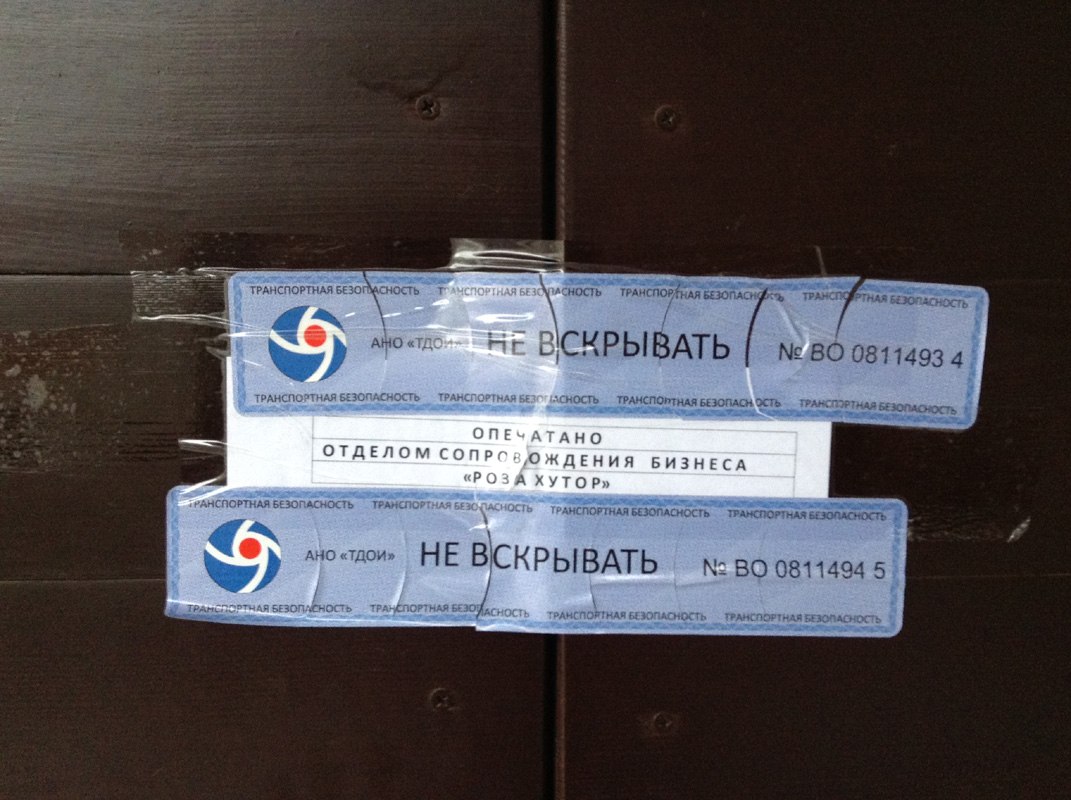 ТРАНСПОРТНАЯ БЕЗОПАСНОСТЬ ТРАНСПОРТНАЯ БЕЗОПАСНОСТЬ ТРАНСПОРТНАЯ БЕЗОПАСНОСТЬ ТРАНСПОРТНАЯ БЕЗОПАСНОСТЬ
АНО «ТДОИ» НЕ ВСКРЫВАТЬ № ВО 0811493 4
ТРАНСПОРТНАЯ БЕЗОПАСНОСТЬ ТРАНСПОРТНАЯ БЕЗОПАСНОСТЬ ТРАНСПОРТНАЯ БЕЗОПАСНОСТЬ ТРАНСПОРТНАЯ БЕЗОПАСНОСТЬ
ОПЕЧАТАНО
ОТДЕЛОМ СОПРОВОЖДЕНИЯ БИЗНЕСА
«РОЗА ХУТОР»
ТРАНСПОРТНАЯ БЕЗОПАСНОСТЬ ТРАНСПОРТНАЯ БЕЗОПАСНОСТЬ ТРАНСПОРТНАЯ БЕЗОПАСНОСТЬ ТРАНСПОРТНАЯ БЕЗОПАСНОСТЬ
АНО «ТДОИ» НЕ ВСКРЫВАТЬ № ВО 0811494 5
ТРАНСПОРТНАЯ БЕЗОПАСНОСТЬ ТРАНСПОРТНАЯ БЕЗОПАСНОСТЬ ТРАНСПОРТНАЯ БЕЗОПАСНОСТЬ ТРАНСПОРТНАЯ БЕЗОПАСНОСТЬ